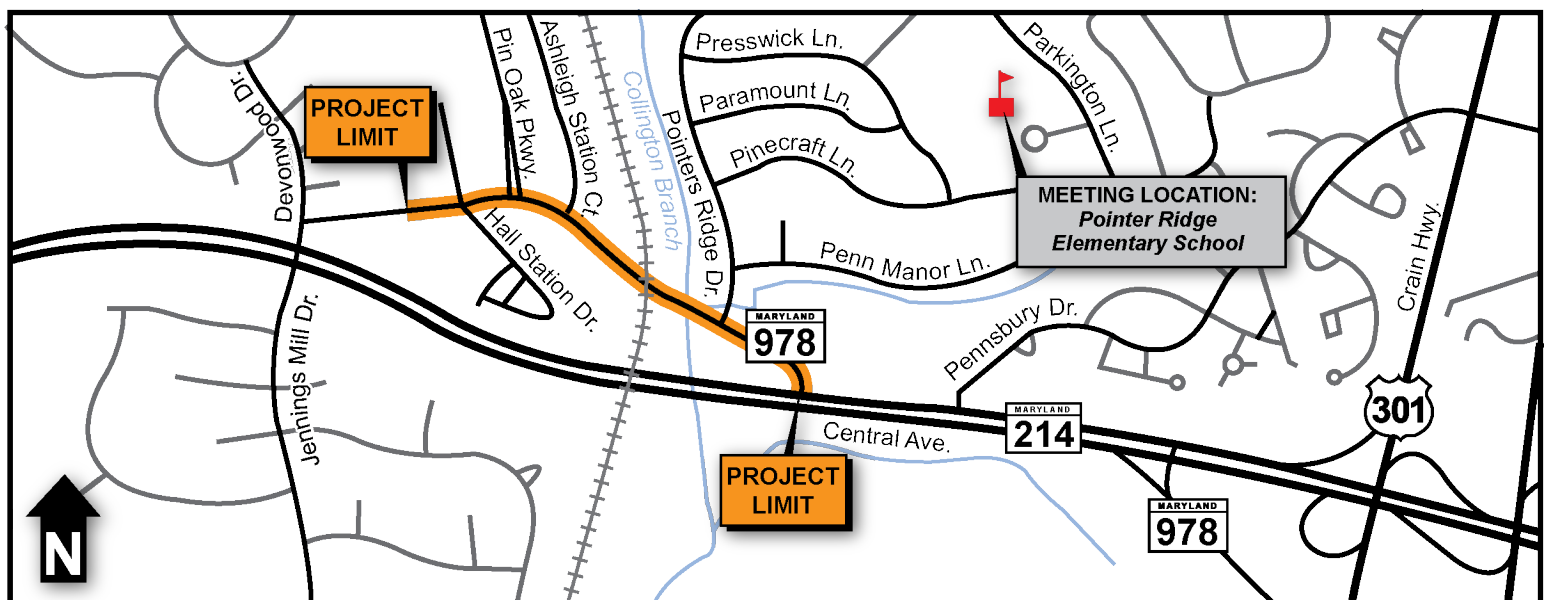 Devonwood Dr.
PROJECT
LIMIT
Pin Oak Pkwy.
Ashleigh Station Ct.
Collington Branch
Pointers Ridge Dr.
Presswick Ln.
Paramount Ln.
Pinecraft Ln.
Parkington Ln.
MEETING LOCATION:
Pointer Ridge
Elementary School
Hall Station Dr.
Penn Manor Ln.
Crain Hwy.
Jennings Mill Dr.
MARYLAND
978
Pennsbury Dr.
301
MARYLAND
214
Central Ave.
PROJECT
LIMIT
MARYLAND
978
N